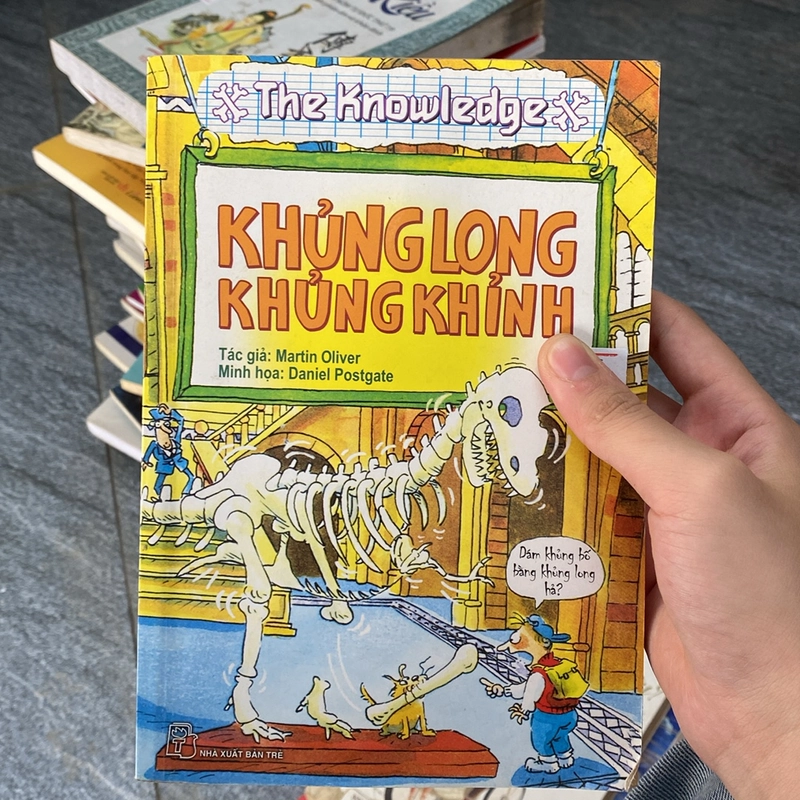 The Knowledge
KHỦNG LONG
KHỦNG KHỈNH
Tác giả: Martin Oliver
Minh họa: Daniel Postgate
Dám khủng bố
bằng khủng long
hả?
NHÀ XUẤT BẢN TRẺ